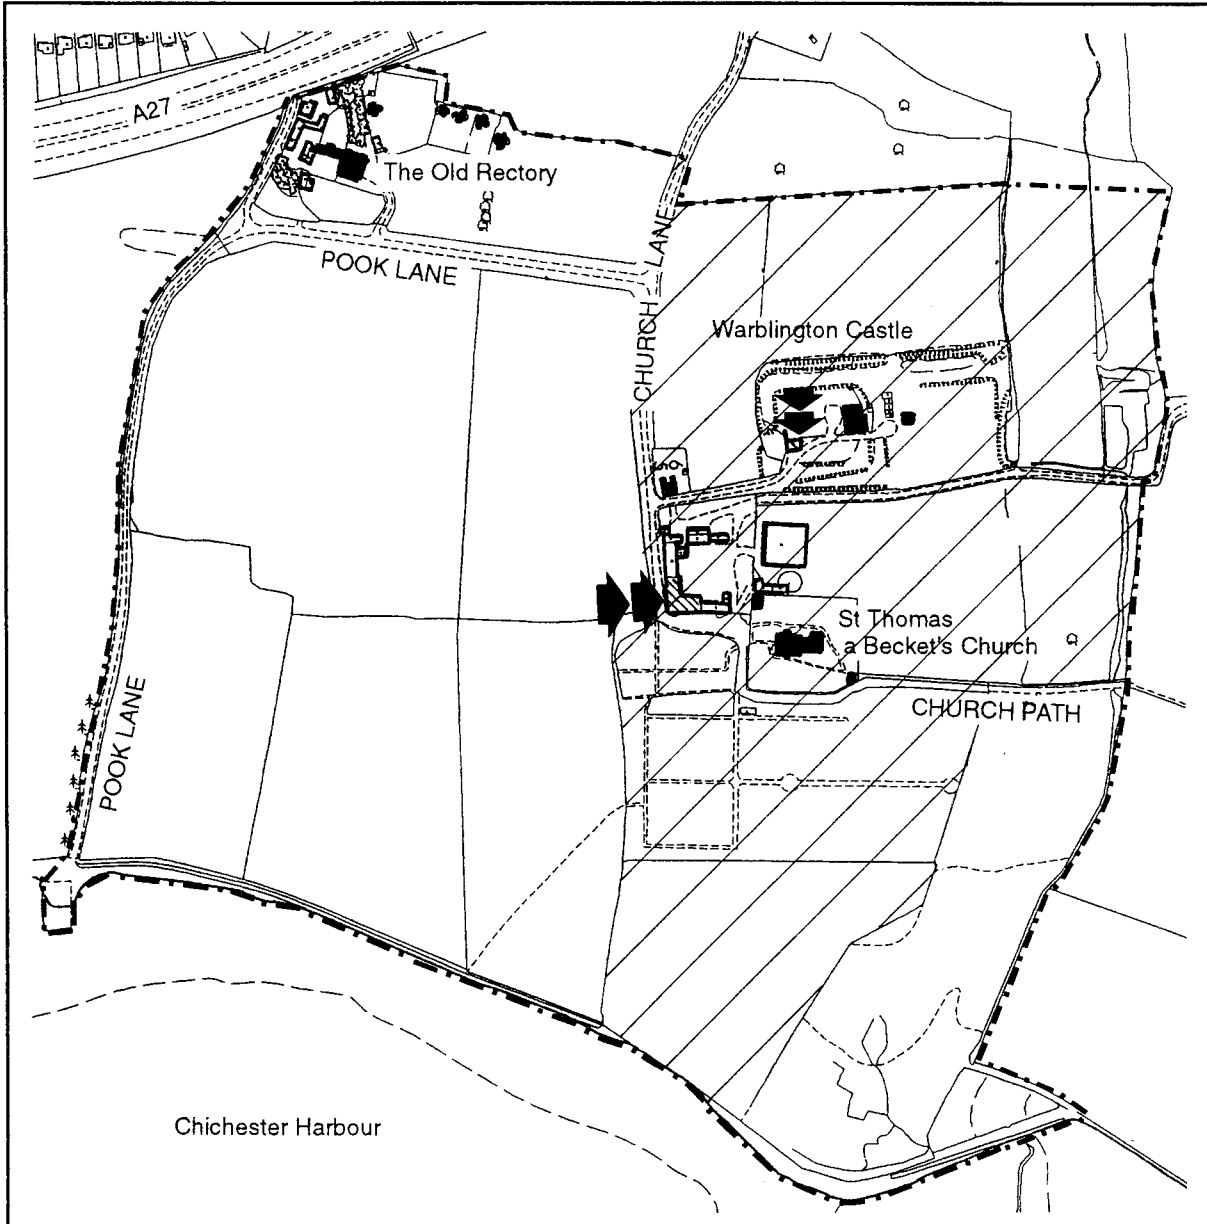 A27
The Old Rectory
POOK LANE
CHURCH LANE
Warblington Castle
St Thomas
a Becket's Church
CHURCH PATH
POOK LANE
Chichester Harbour